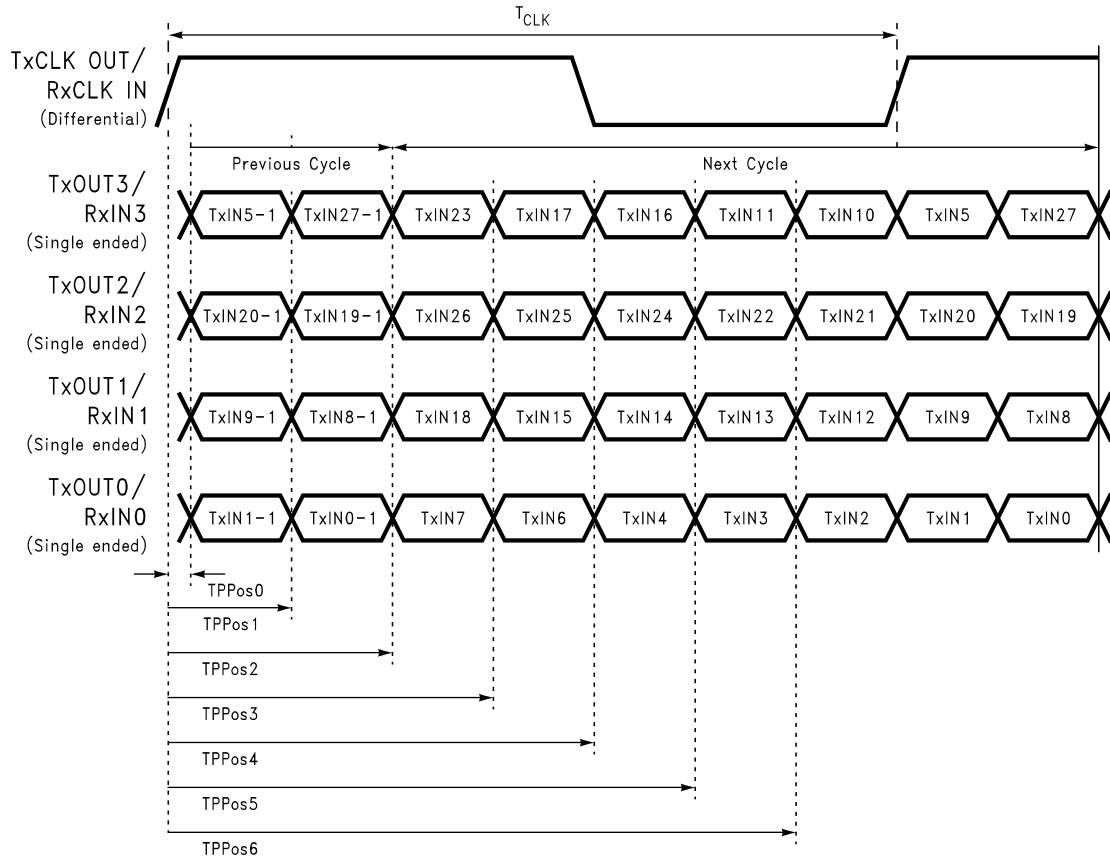 TCLK
TxCLK OUT/
RxCLK IN
(Differential)
Previous Cycle
Next Cycle
TxOUT3/
RxIN3
(Single ended)
TxIN5-1 TxIN27-1 TxIN23 TxIN17 TxIN16 TxIN11 TxIN10 TxIN5 TxIN27
TxOUT2/
RxIN2
(Single ended)
TxIN20-1 TxIN19-1 TxIN26 TxIN25 TxIN24 TxIN22 TxIN21 TxIN20 TxIN19
TxOUT1/
RxIN1
(Single ended)
TxIN9-1 TxIN8-1 TxIN18 TxIN15 TxIN14 TxIN13 TxIN12 TxIN9 TxIN8
TxOUT0/
RxIN0
(Single ended)
TxIN1-1 TxIN0-1 TxIN7 TxIN6 TxIN4 TxIN3 TxIN2 TxIN1 TxIN0
TPPos0
TPPos1
TPPos2
TPPos3
TPPos4
TPPos5
TPPos6